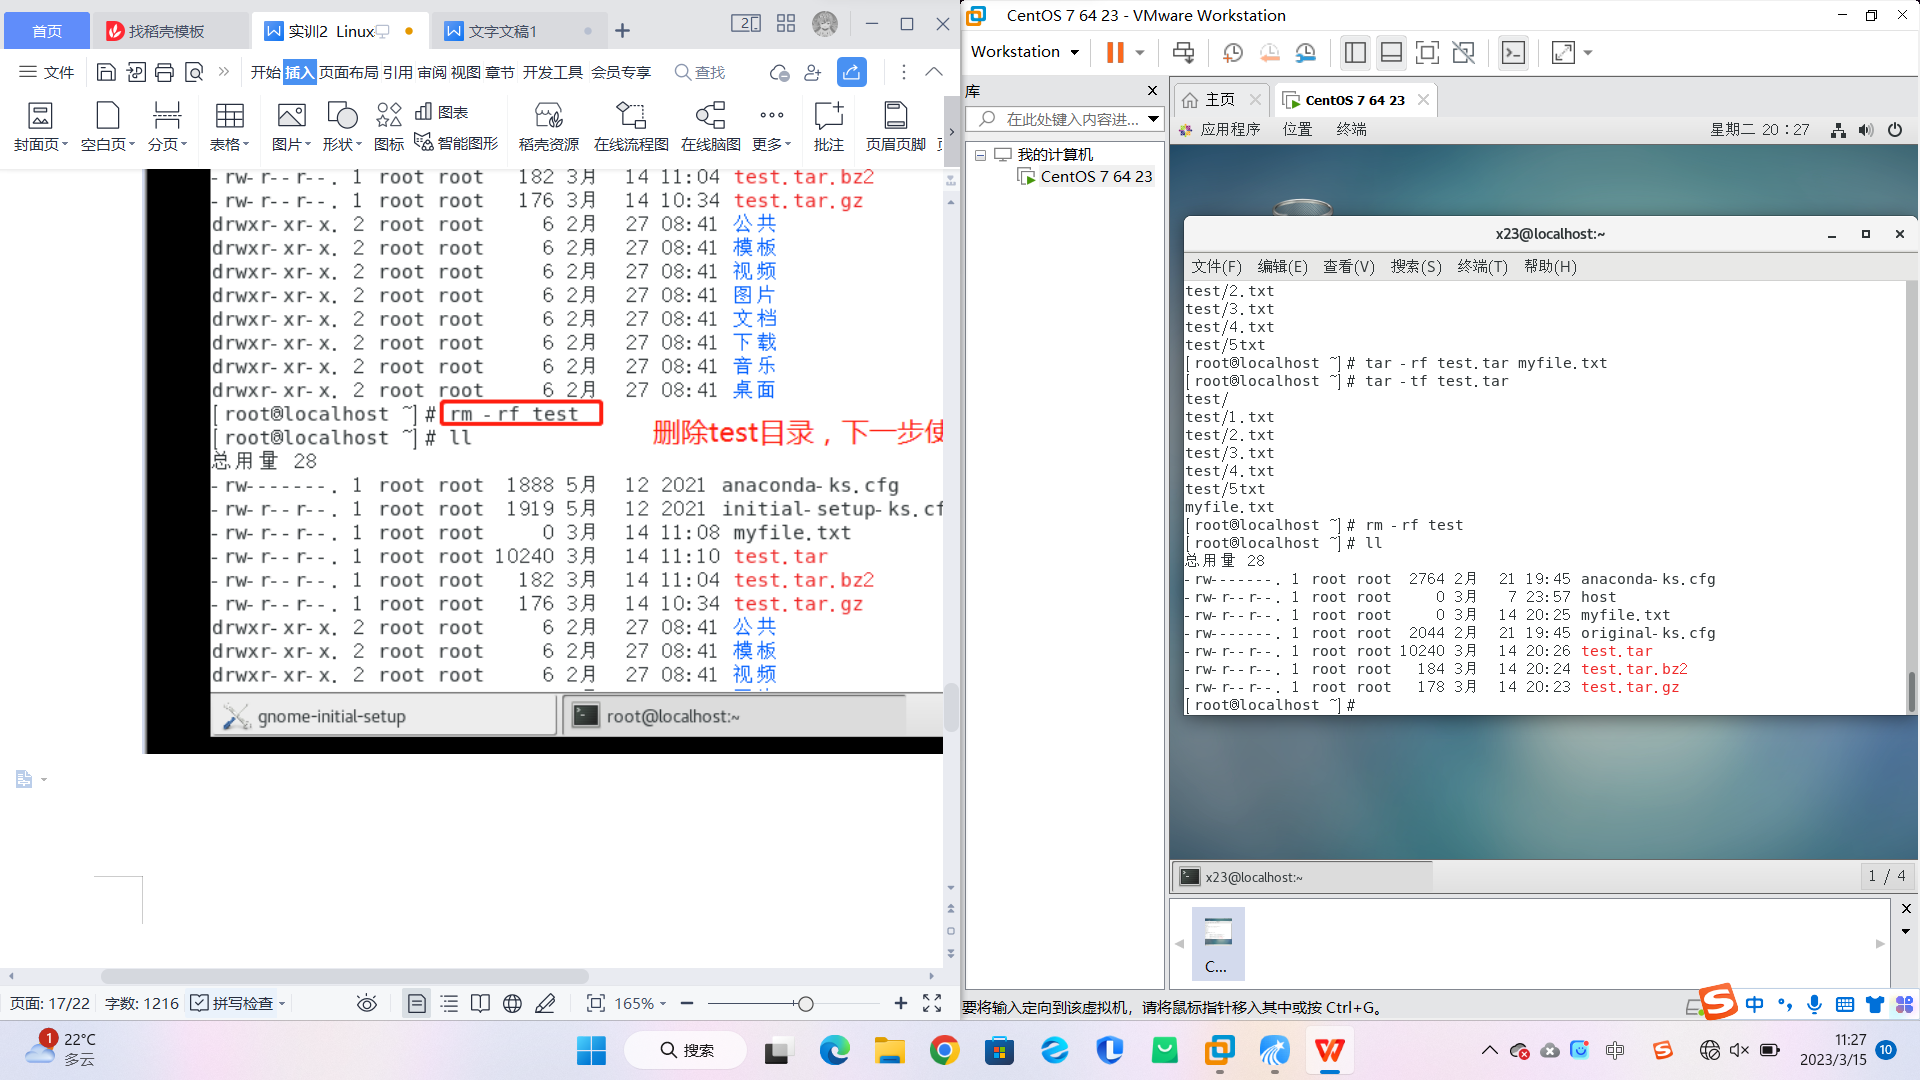 首页
找稻壳模板
实训2 Linux
文字文稿1
文件
开始 插入 页面布局 引用 审阅 视图 章节 开发工具 会员专享
查找
封面页
空白页
分页
表格
图片
形状
图标
图表
智能图形
稻壳资源
在线流程图
在线脑图
更多
批注
页眉页脚
-rw-r--r--. 1 root root 182 3月 14 11:04 test.tar.bz2
-rw-r--r--. 1 root root 176 3月 14 10:34 test.tar.gz
drwxr-xr-x. 2 root root 6 2月 27 08:41 公共
drwxr-xr-x. 2 root root 6 2月 27 08:41 模板
drwxr-xr-x. 2 root root 6 2月 27 08:41 视频
drwxr-xr-x. 2 root root 6 2月 27 08:41 图片
drwxr-xr-x. 2 root root 6 2月 27 08:41 文档
drwxr-xr-x. 2 root root 6 2月 27 08:41 下载
drwxr-xr-x. 2 root root 6 2月 27 08:41 音乐
drwxr-xr-x. 2 root root 6 2月 27 08:41 桌面
[root@localhost ~]# rm -rf test
删除test目录，下一步使
[root@localhost ~]# ll
总用量 28
-rw-------. 1 root root 1888 5月 12 2021 anaconda-ks.cfg
-rw-r--r--. 1 root root 1919 5月 12 2021 initial-setup-ks.cf
-rw-r--r--. 1 root root 0 3月 14 11:08 myfile.txt
-rw-r--r--. 1 root root 10240 3月 14 11:10 test.tar
-rw-r--r--. 1 root root 182 3月 14 11:04 test.tar.bz2
-rw-r--r--. 1 root root 176 3月 14 10:34 test.tar.gz
drwxr-xr-x. 2 root root 6 2月 27 08:41 公共
drwxr-xr-x. 2 root root 6 2月 27 08:41 模板
drwxr-xr-x. 2 root root 6 2月 27 08:41 视频
gnome-initial-setup
root@localhost:~
页面: 17/22 字数: 1216 拼写检查
165%
CentOS 7 64 23 - VMware Workstation
Workstation
库
在此处键入内容进...
我的计算机
CentOS 7 64 23
主页
CentOS 7 64 23
应用程序 位置 终端
星期二 20：27
x23@localhost:~
文件(F) 编辑(E) 查看(V) 搜索(S) 终端(T) 帮助(H)
test/2.txt
test/3.txt
test/4.txt
test/5txt
[root@localhost ~]# tar -rf test.tar myfile.txt
[root@localhost ~]# tar -tf test.tar
test/
test/1.txt
test/2.txt
test/3.txt
test/4.txt
test/5txt
myfile.txt
[root@localhost ~]# rm -rf test
[root@localhost ~]# ll
总用量 28
-rw-------. 1 root root 2764 2月 21 19:45 anaconda-ks.cfg
-rw-r--r--. 1 root root 0 3月 7 23:57 host
-rw-r--r--. 1 root root 0 3月 14 20:25 myfile.txt
-rw-------. 1 root root 2044 2月 21 19:45 original-ks.cfg
-rw-r--r--. 1 root root 10240 3月 14 20:26 test.tar
-rw-r--r--. 1 root root 184 3月 14 20:24 test.tar.bz2
-rw-r--r--. 1 root root 178 3月 14 20:23 test.tar.gz
[root@localhost ~]#
x23@localhost:~
1 / 4
C...
要将输入定向到该虚拟机，请将鼠标指针移入其中或按 Ctrl+G。
中
1
22°C
多云
搜索
中
11:27
2023/3/15
10